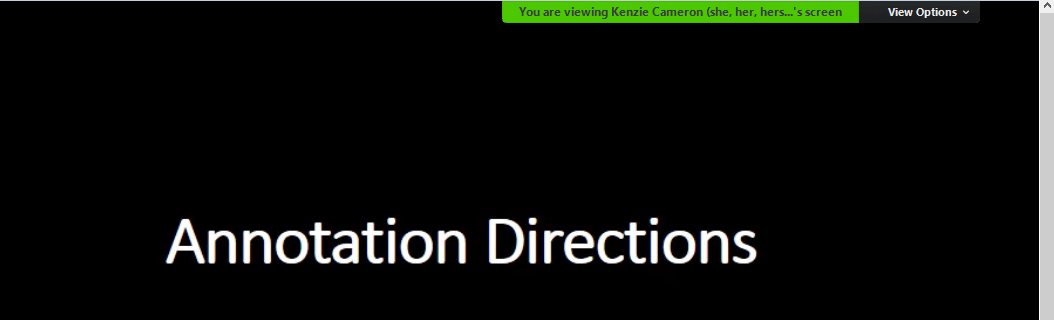 You are viewing Kenzie Cameron (she, her, hers...'s screen View Options
Annotation Directions